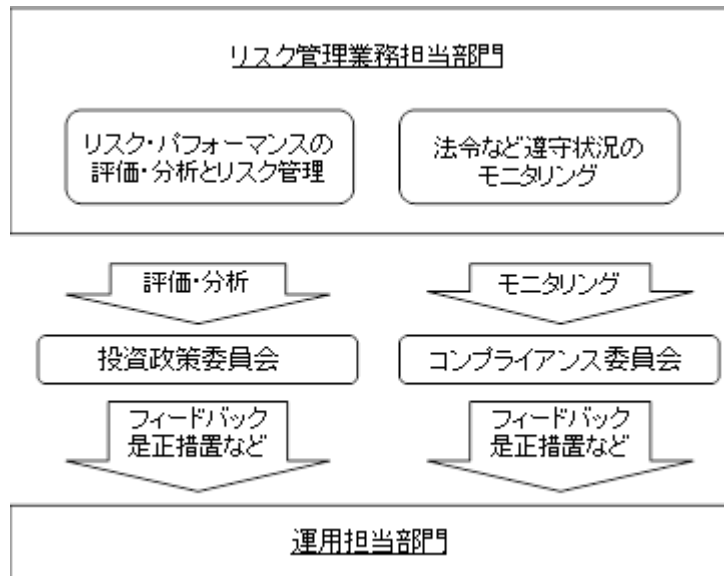 リスク管理業務担当部門
リスク・パフォーマンスの
評価・分析とリスク管理
法令など遵守状況の
モニタリング
評価・分析
モニタリング
投資政策委員会
コンプライアンス委員会
フィードバック
是正措置など
フィードバック
是正措置など
運用担当部門